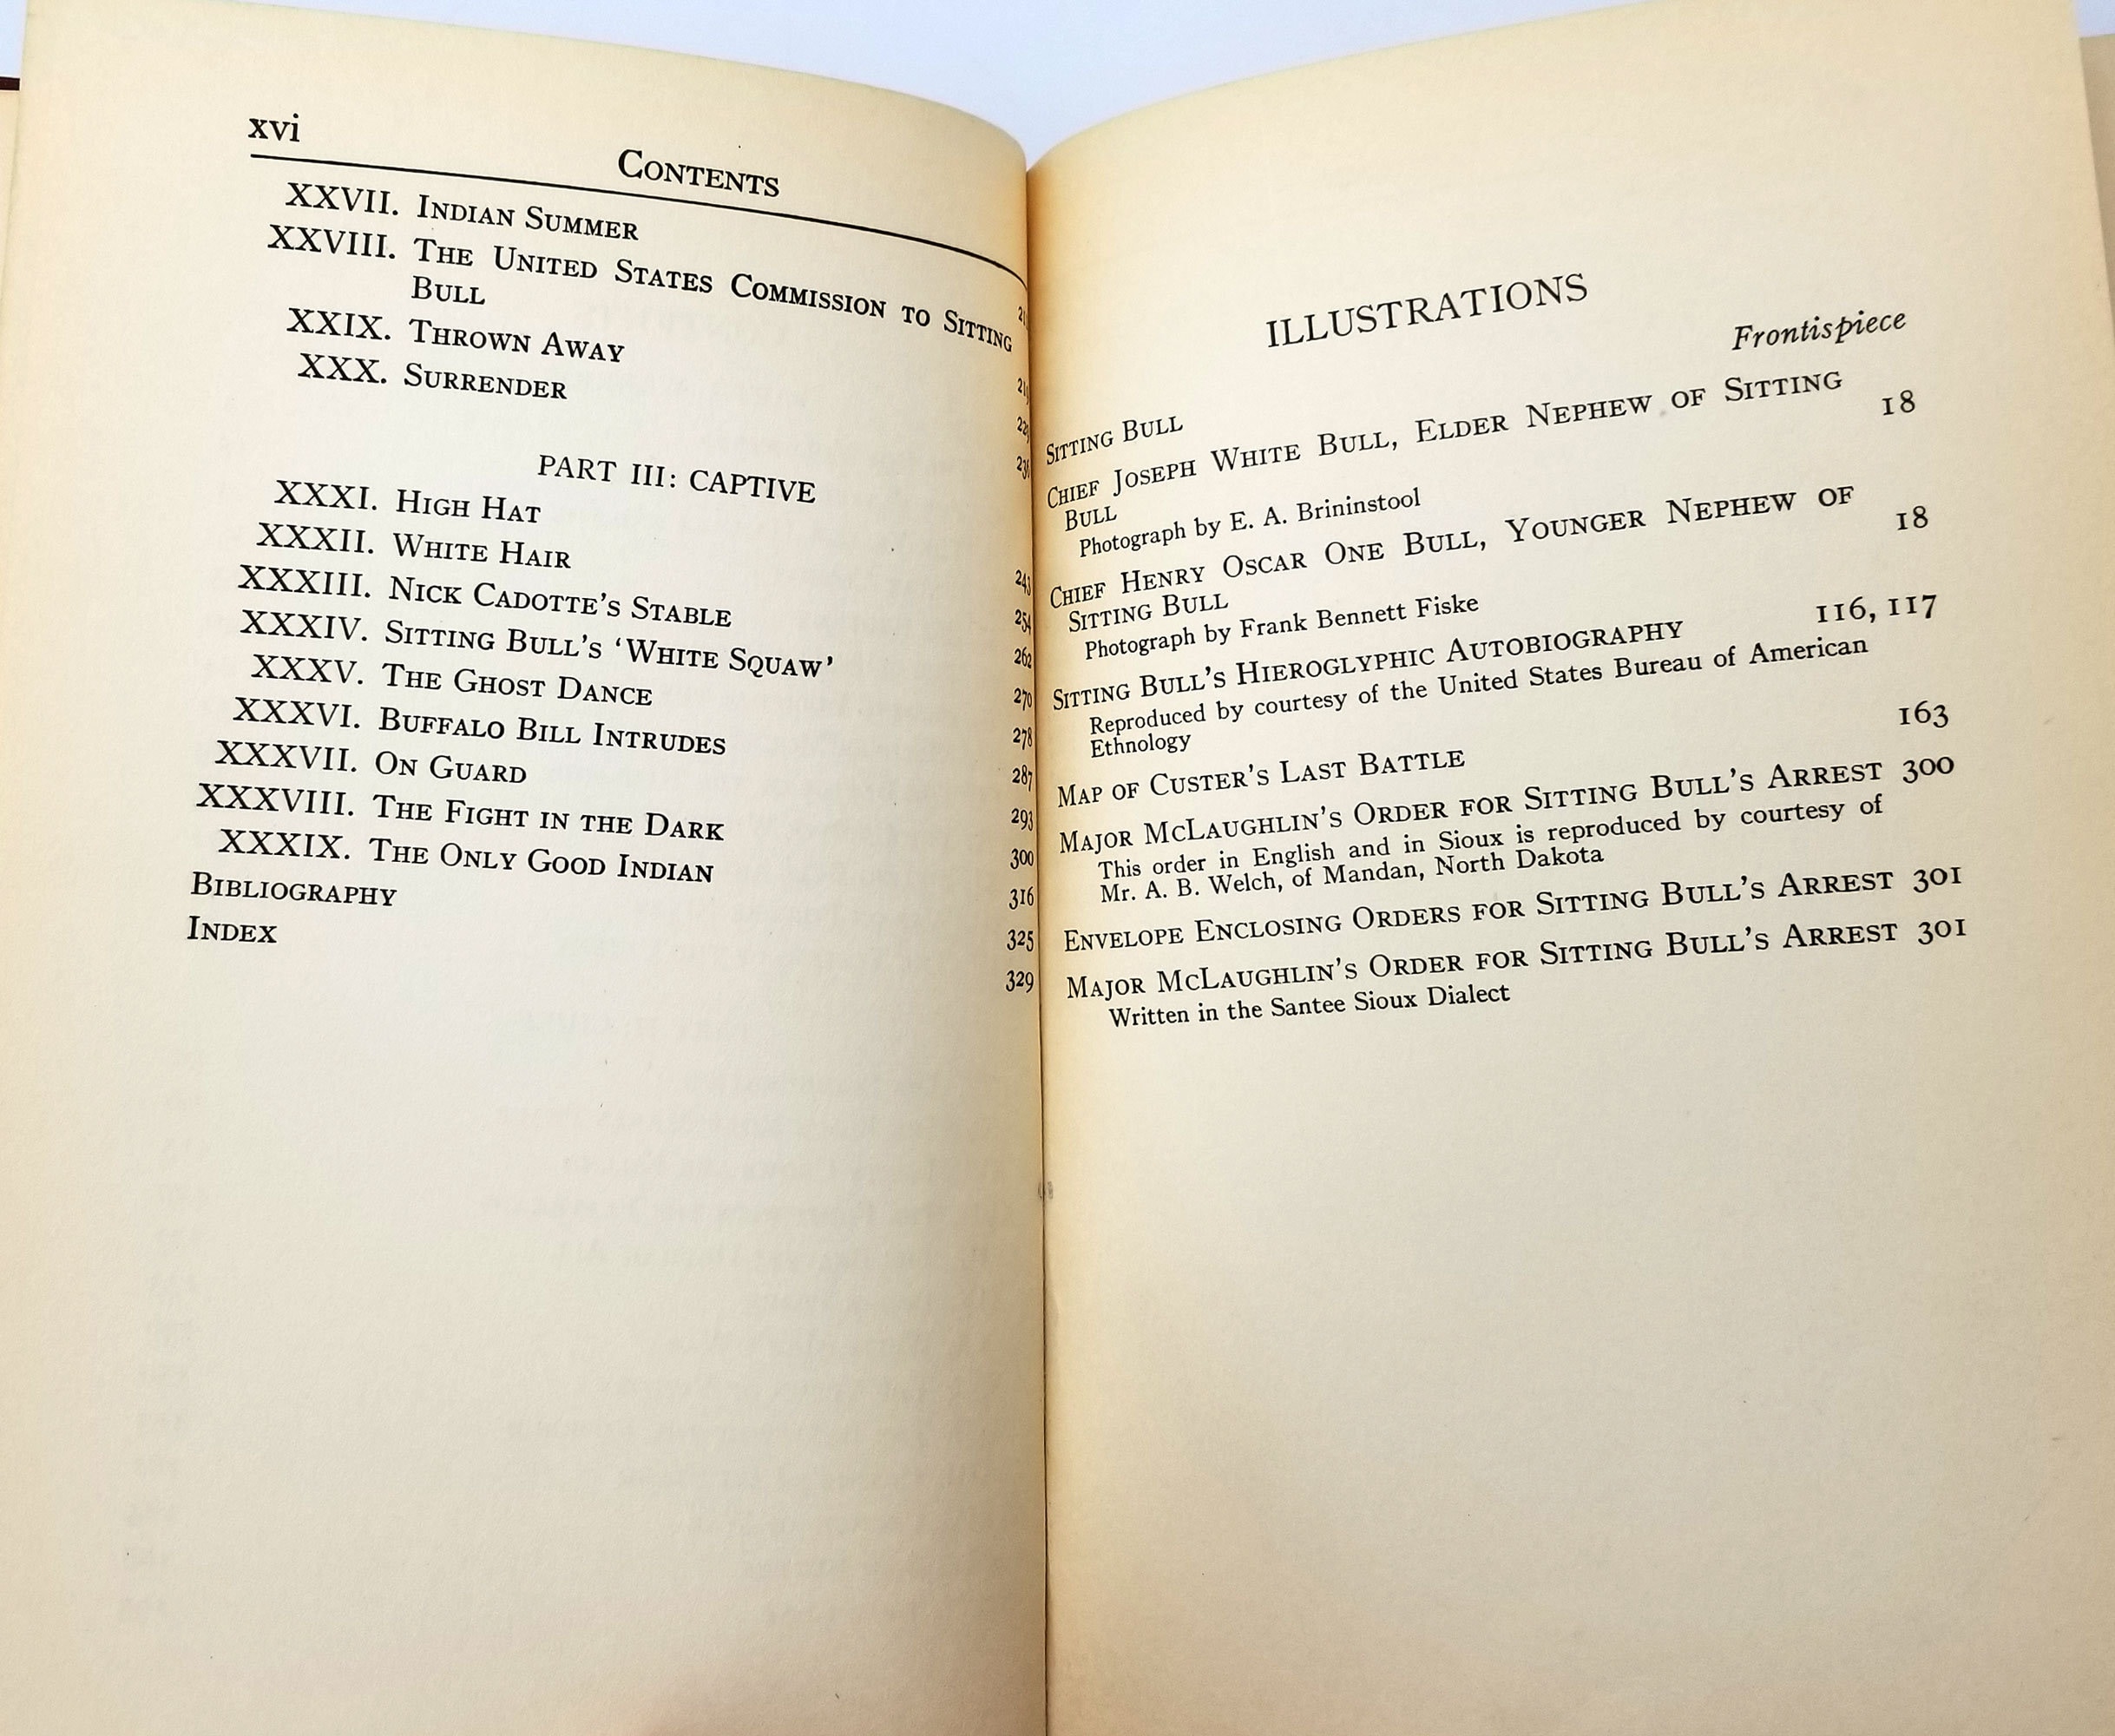 xvi
CONTENTS
XXVII. INDIAN SUMMER
XXVIII. THE UNITED STATES COMMISSION TO SITTING
BULL
XXIX. THROWN AWAY 229
XXX. SURRENDER 236
PART III: CAPTIVE
XXXI. HIGH HAT 243
XXXII. WHITE HAIR 254
XXXIII. NICK CADOTTE'S STABLE 262
XXXIV. SITTING BULL'S 'WHITE SQUAW' 270
XXXV. THE GHOST DANCE 278
XXXVI. BUFFALO BILL INTRUDES 287
XXXVII. ON GUARD 293
XXXVIII. THE FIGHT IN THE DARK 300
XXXIX. THE ONLY GOOD INDIAN 316
BIBLIOGRAPHY 325
INDEX 329
ILLUSTRATIONS
SITTING BULL Frontispiece
CHIEF JOSEPH WHITE BULL, ELDER NEPHEW OF SITTING
BULL 18
Photograph by E. A. Brininstool
CHIEF HENRY OSCAR ONE BULL, YOUNGER NEPHEW OF
SITTING BULL 18
Photograph by Frank Bennett Fiske
SITTING BULL'S HIEROGLYPHIC AUTOBIOGRAPHY 116, 117
Reproduced by courtesy of the United States Bureau of American
Ethnology
MAP OF CUSTER'S LAST BATTLE 163
MAJOR MCLAUGHLIN'S ORDER FOR SITTING BULL'S ARREST 300
This order in English and in Sioux is reproduced by courtesy of
Mr. A. B. Welch, of Mandan, North Dakota
ENVELOPE ENCLOSING ORDERS FOR SITTING BULL'S ARREST 301
MAJOR MCLAUGHLIN'S ORDER FOR SITTING BULL'S ARREST 301
Written in the Santee Sioux Dialect